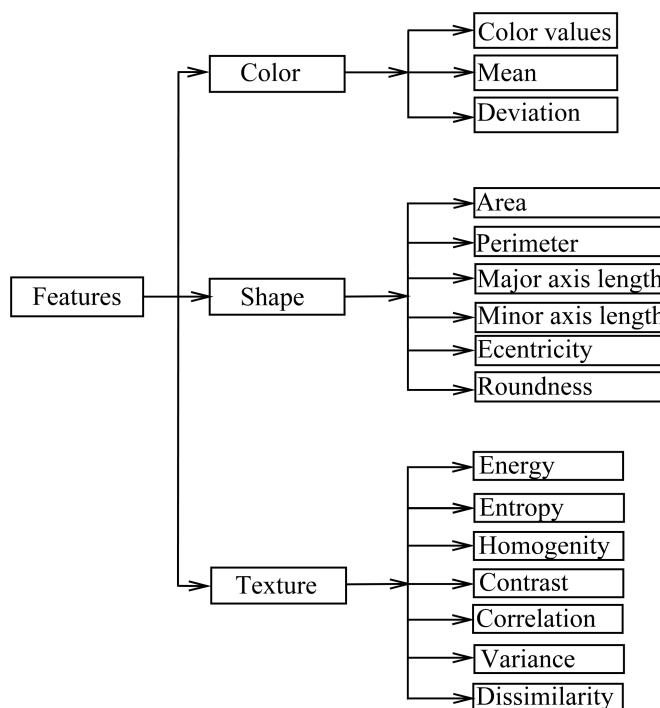 Features
Color
Color values
Mean
Deviation
Shape
Area
Perimeter
Major axis length
Minor axis length
Ecentricity
Roundness
Texture
Energy
Entropy
Homogenity
Contrast
Correlation
Variance
Dissimilarity